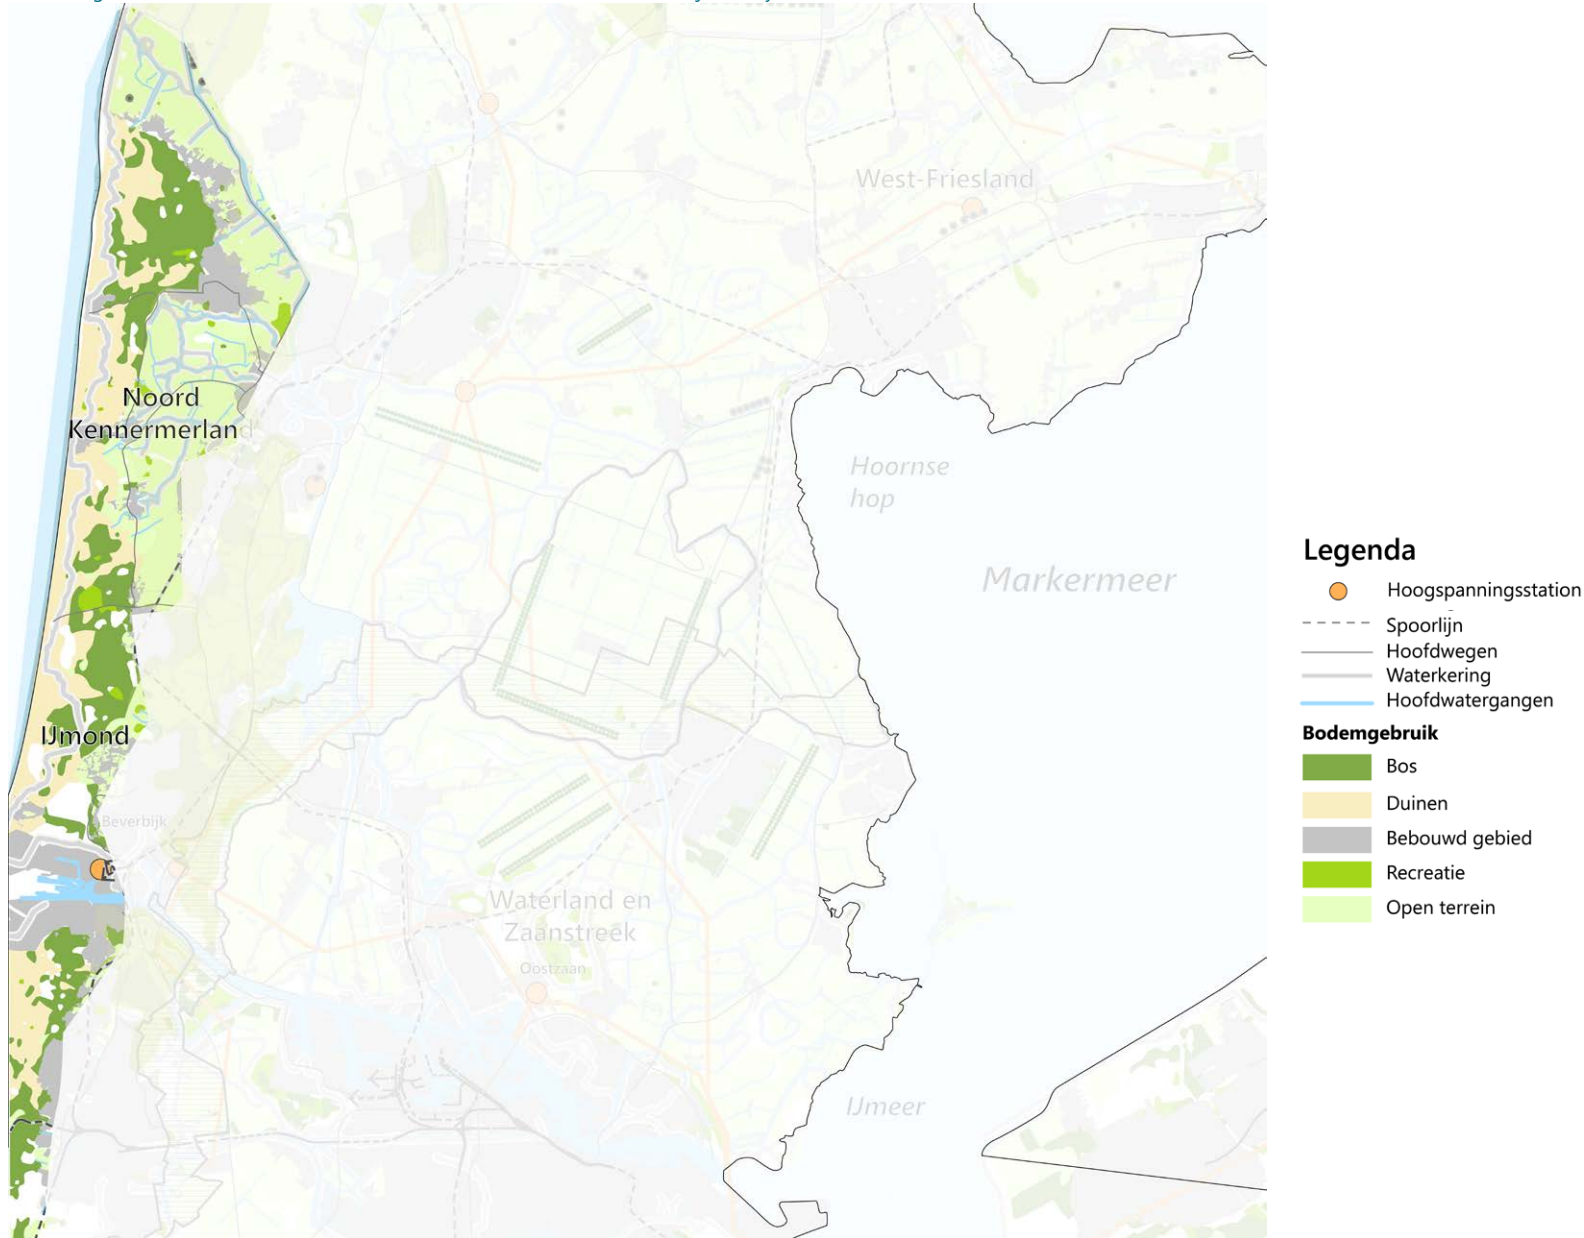 West-Friesland
Noord
Kennermerland
Hoornse
hop
Markermeer
IJmond
Beverbijk
Waterland en
Zaanstreek
Oostzaan
IJmeer
Legenda
Hoogspanningsstation
Spoorlijn
Hoofdwegen
Waterkering
Hoofdwatergangen
Bodemgebruik
Bos
Duinen
Bebouwd gebied
Recreatie
Open terrein